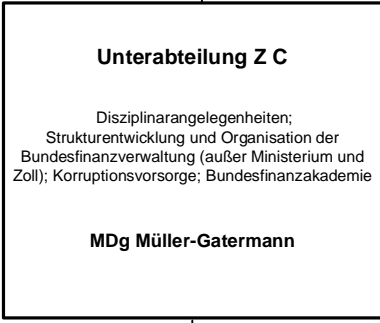 Unterabteilung Z C
Disziplinarangelegenheiten;
Strukturentwicklung und Organisation der
Bundesfinanzverwaltung (außer Ministerium und
Zoll); Korruptionsvorsorge; Bundesfinanzakademie
MDg Müller-Gatermann